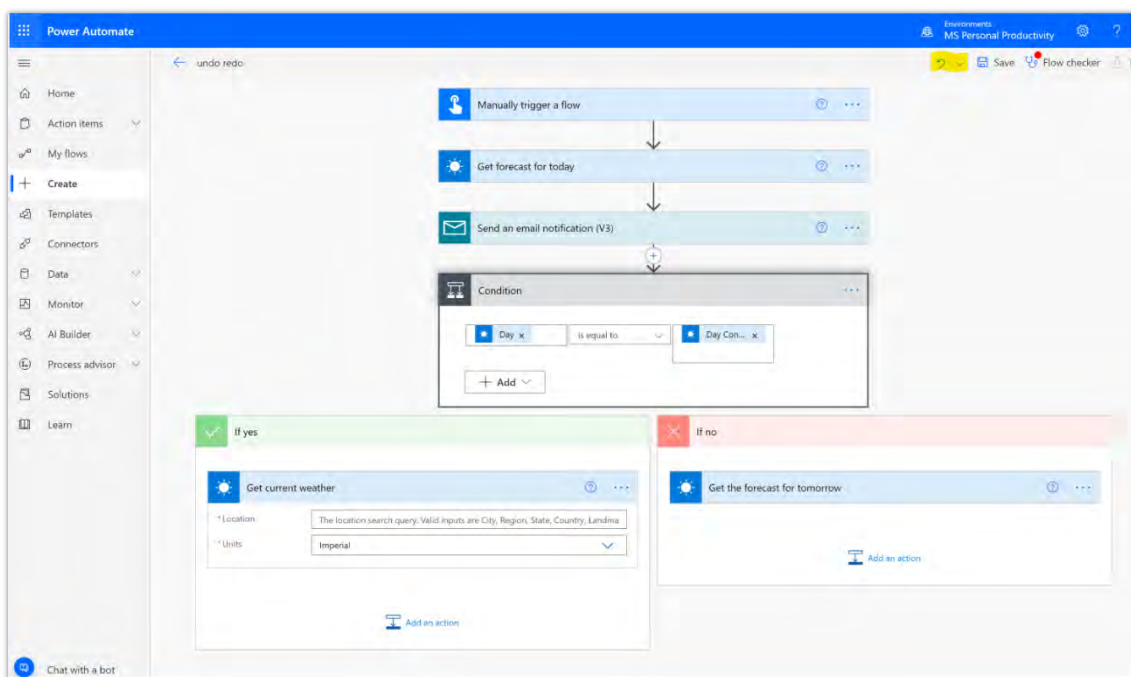 Power Automate
Environments
MS Personal Productivity
?
undo redo
Save
Flow checker
Home
Action items
My flows
Create
Templates
Connectors
Data
Monitor
AI Builder
Process advisor
Solutions
Learn
Chat with a bot
Manually trigger a flow
Get forecast for today
Send an email notification (V3)
Condition
Day x
is equal to
Day Con... x
+ Add
If yes
Get current weather
* Location
The location search query. Valid inputs are City, Region, State, Country, Landma
* Units
Imperial
Add an action
If no
Get the forecast for tomorrow
Add an action